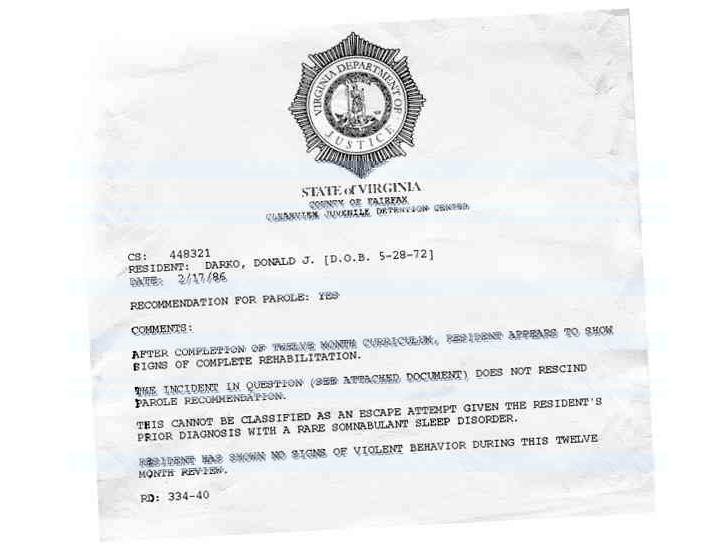 VIRGINIA DEPARTMENT OF
JUSTICE
STATE of VIRGINIA
COUNTY OF FAIRFAX
CLEARVIEW JUVENILE DETENTION CENTER
CS: 448321
RESIDENT: DARKO, DONALD J. [D.O.B. 5-28-72]
DATE: 2/17/86
RECOMMENDATION FOR PAROLE: YES
COMMENTS:
AFTER COMPLETION OF TWELVE MONTH CURRICULUM, RESIDENT APPEARS TO SHOW
SIGNS OF COMPLETE REHABILITATION.
THE INCIDENT IN QUESTION (SEE ATTACHED DOCUMENT) DOES NOT RESCIND
PAROLE RECOMMENDATION.
THIS CANNOT BE CLASSIFIED AS AN ESCAPE ATTEMPT GIVEN THE RESIDENT'S
PRIOR DIAGNOSIS WITH A RARE SOMNABULANT SLEEP DISORDER.
RESIDENT HAS SHOWN NO SIGNS OF VIOLENT BEHAVIOR DURING THIS TWELVE
MONTH REVIEW.
RD: 334-40